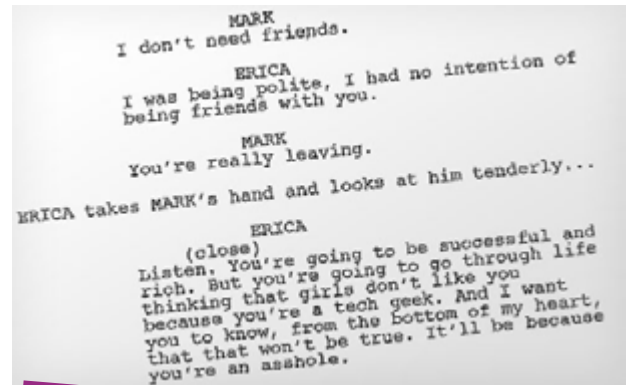 MARK
I don't need friends.
ERICA
I was being polite, I had no intention of
being friends with you.
MARK
You're really leaving.
ERICA takes MARK's hand and looks at him tenderly...
ERICA
(close)
Listen. You're going to be successful and
rich. But you're going to go through life
thinking that girls don't like you
because you're a tech geek. And I want
you to know, from the bottom of my heart,
that that won't be true. It'll be because
you're an asshole.